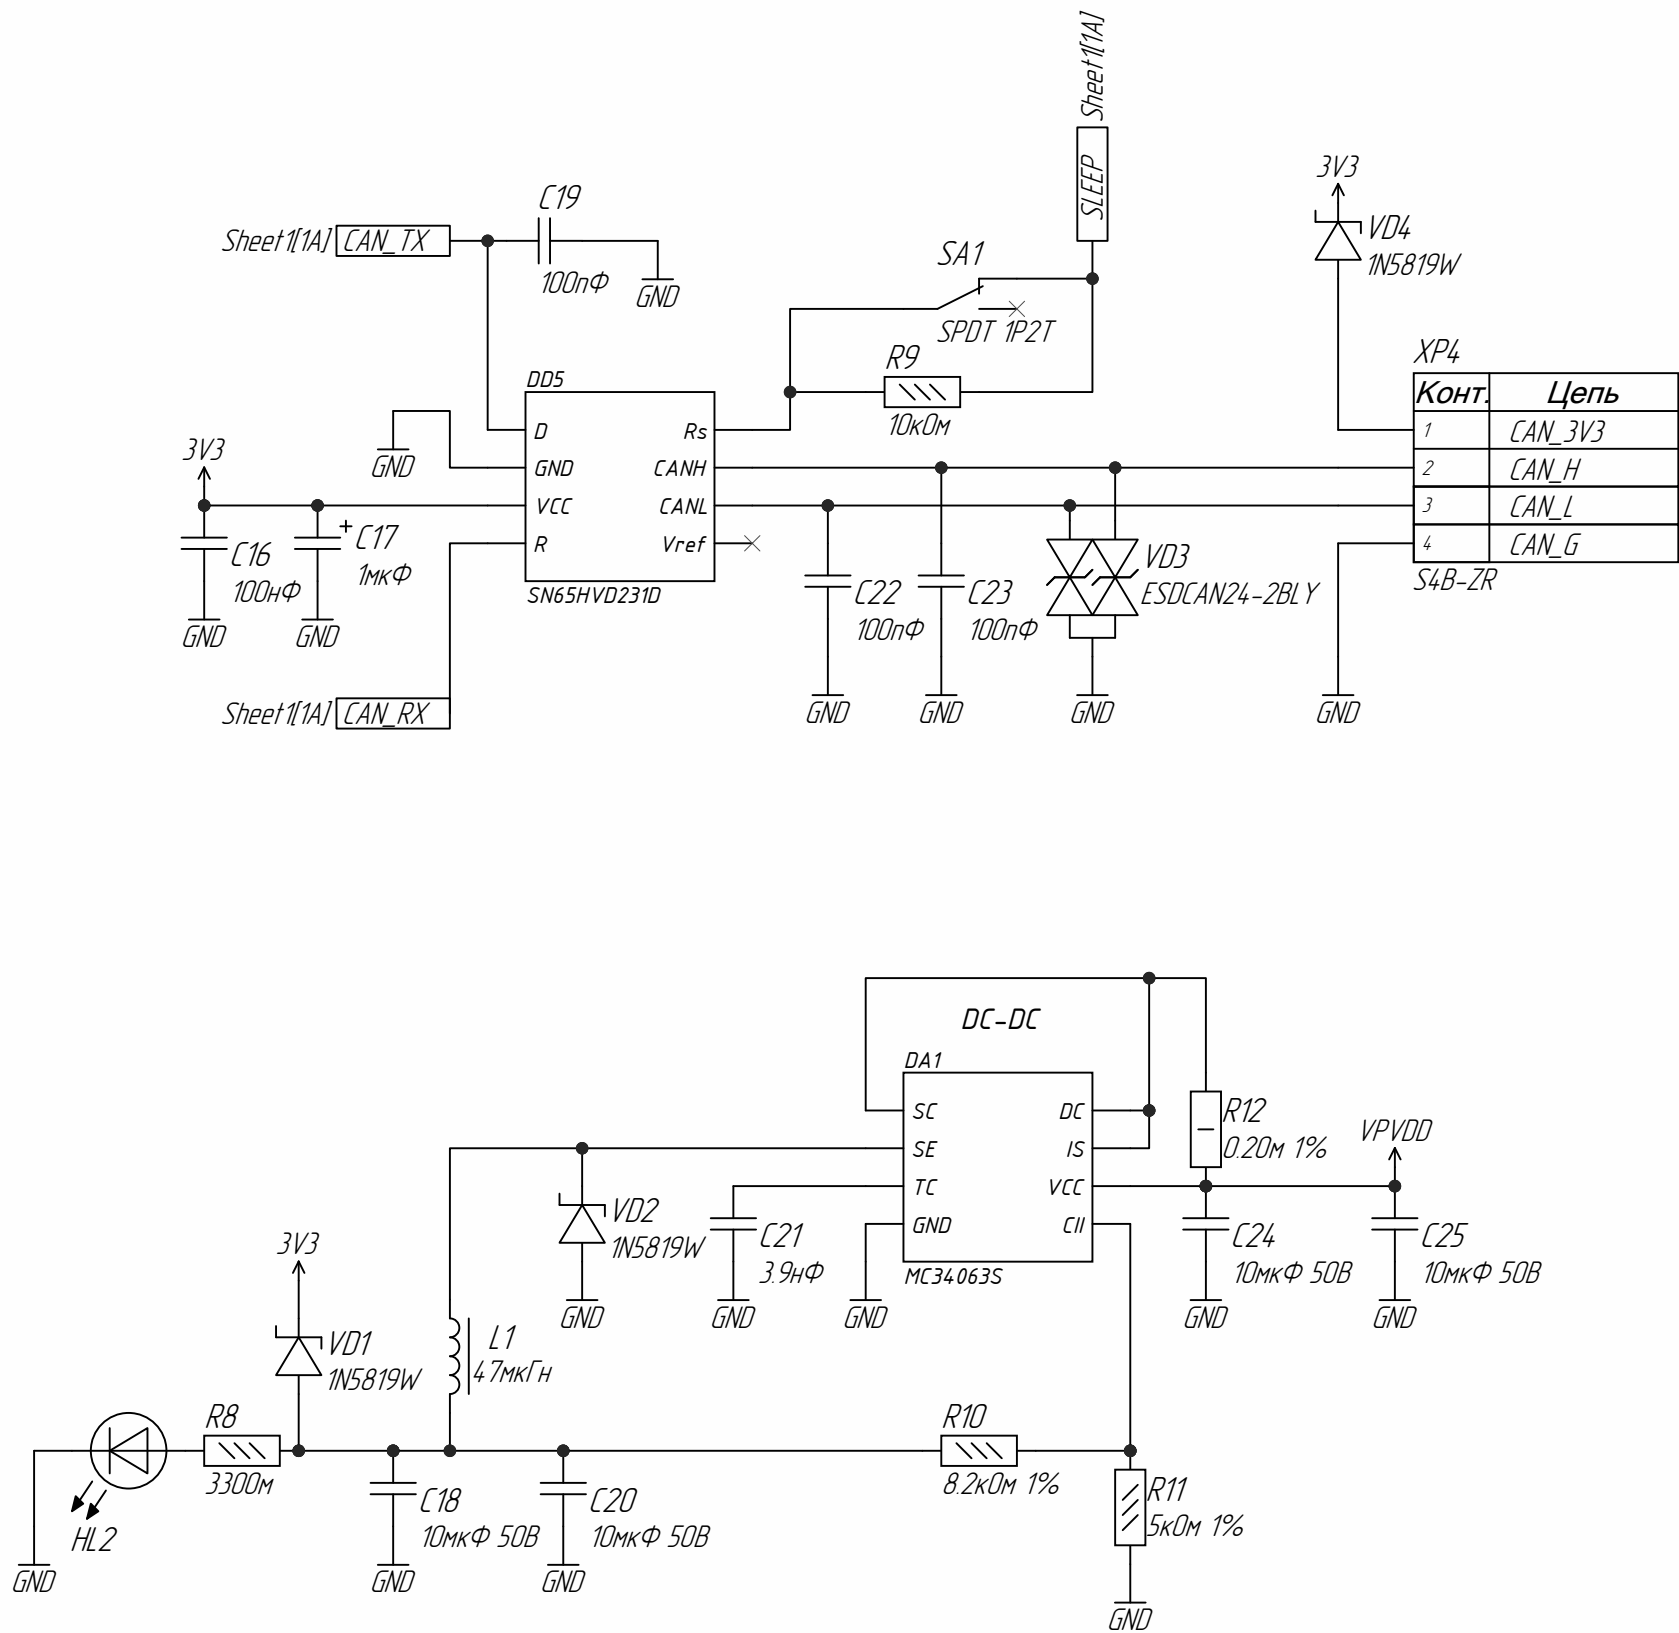 Sheet1[1A]
SLEEP
3V3
VD4
1N5819W
C19
100пФ
GND
Sheet1[1A] CAN_TX
SA1
SPDT 1P2T
R9
10кОм
XP4
Конт. Цепь
1 CAN_3V3
2 CAN_H
3 CAN_L
4 CAN_G
S4B-ZR
DD5
D Rs
GND CANH
VCC CANL
R Vref
SN65HVD231D
GND
3V3
C16
100нФ
GND
+ C17
1мкФ
GND
C22
100пФ
GND
C23
100пФ
GND
VD3
ESDCAN24-2BLY
GND
GND
Sheet1[1A] CAN_RX
DC-DC
DA1
SC DC
SE IS
TC VCC
GND CII
MC34063S
R12
0.2Ом 1%
VPVDD
VD2
1N5819W
GND
C21
3.9нФ
GND
GND
C24
10мкФ 50В
GND
C25
10мкФ 50В
GND
3V3
VD1
1N5819W
L1
47мкГн
R8
330Ом
HL2
GND
C18
10мкФ 50В
GND
C20
10мкФ 50В
GND
R10
8.2кОм 1%
R11
5кОм 1%
GND